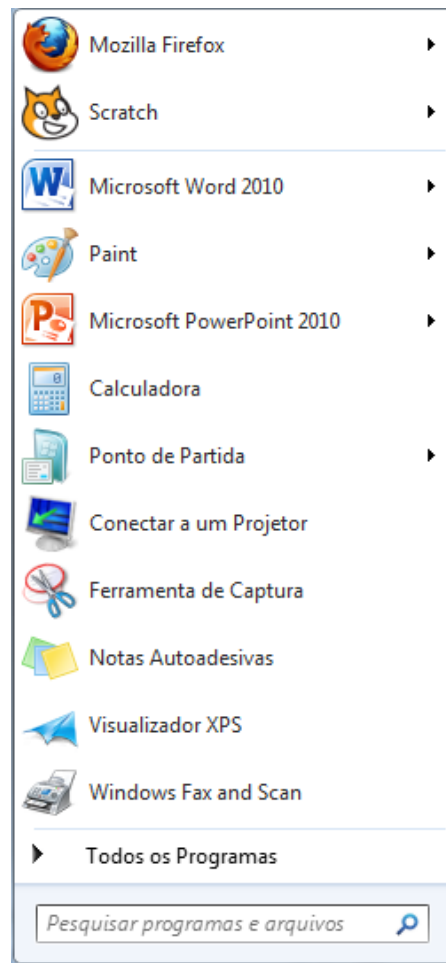 Mozilla Firefox
Scratch
Microsoft Word 2010
Paint
Microsoft PowerPoint 2010
Calculadora
Ponto de Partida
Conectar a um Projetor
Ferramenta de Captura
Notas Autoadesivas
Visualizador XPS
Windows Fax and Scan
Todos os Programas
Pesquisar programas e arquivos